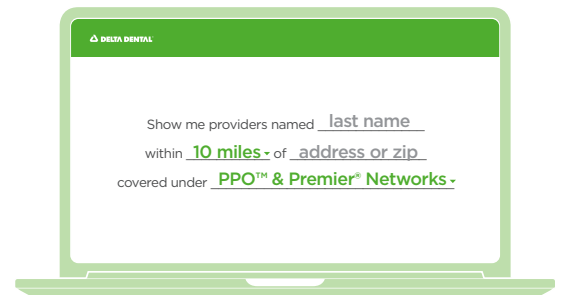 DELTA DENTAL
Show me providers named last name
within 10 miles of address or zip
covered under PPO™ & Premier® Networks